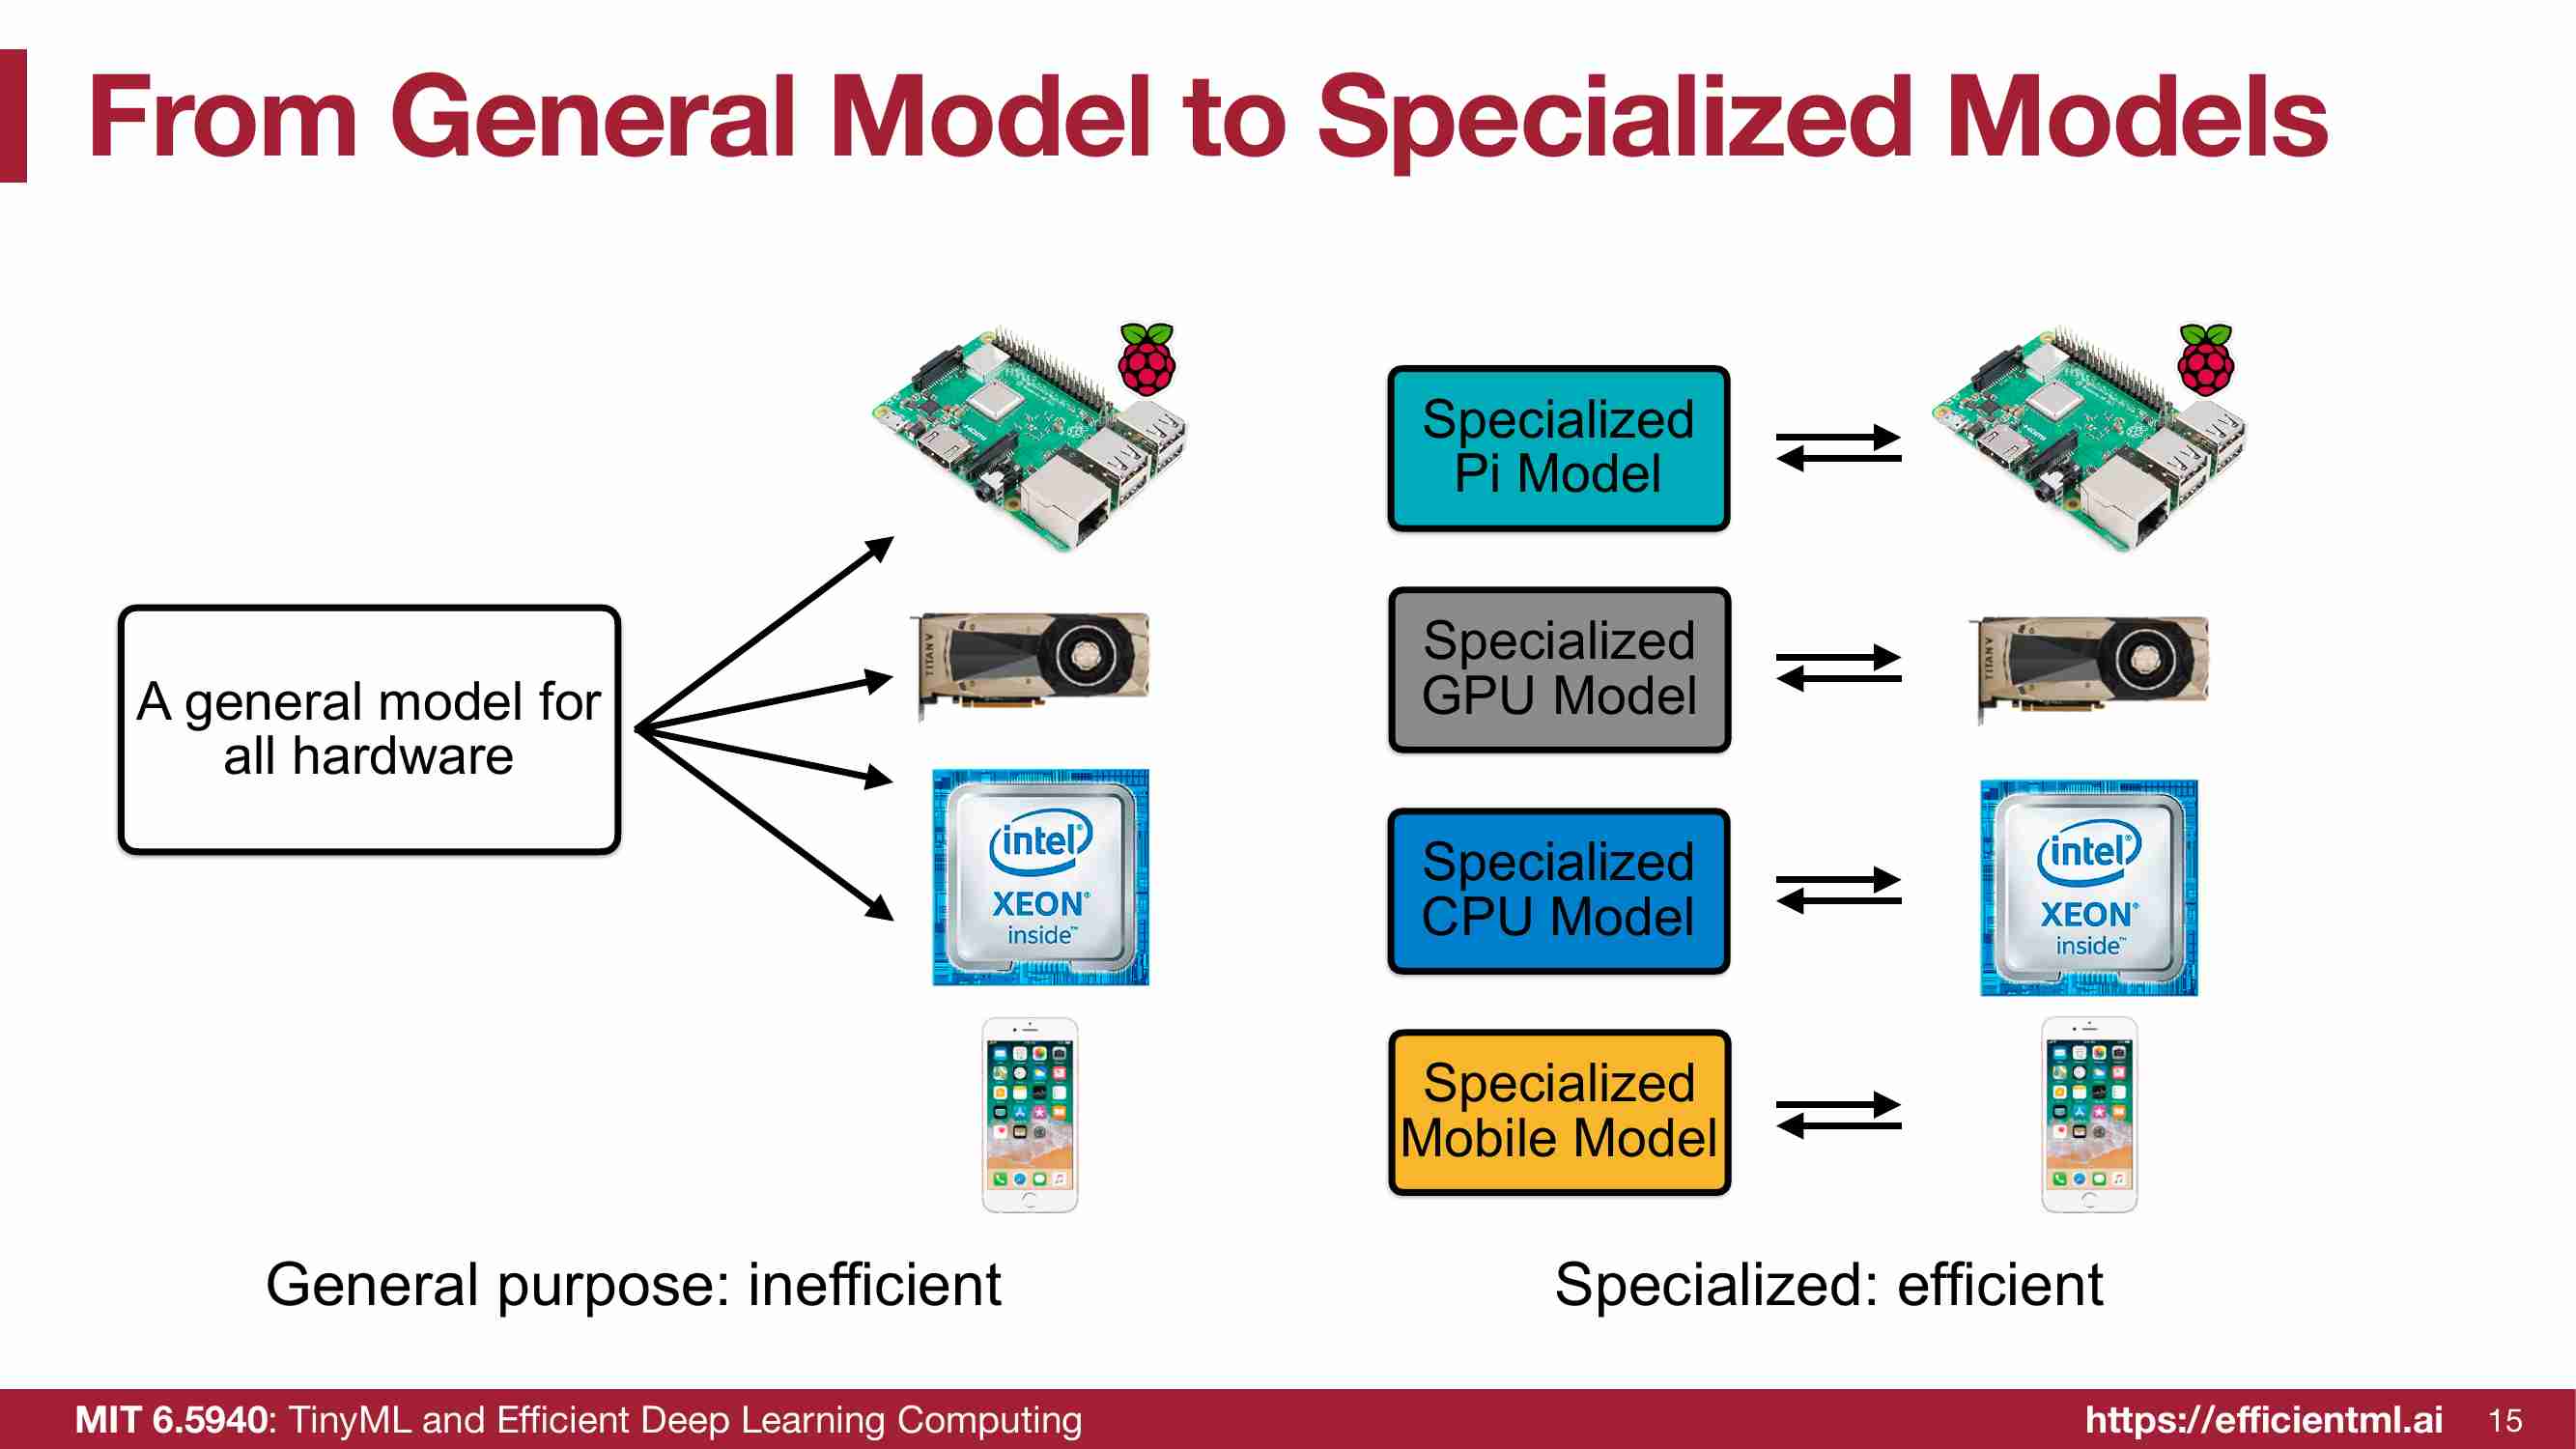 From General Model to Specialized Models
A general model for
all hardware
TITAN V
intel
XEON
inside™
General purpose: inefficient
Specialized
Pi Model
Specialized
GPU Model
Specialized
CPU Model
Specialized
Mobile Model
TITAN V
intel
XEON
inside™
Specialized: efficient
MIT 6.5940: TinyML and Efficient Deep Learning Computing
https://efficientml.ai
15